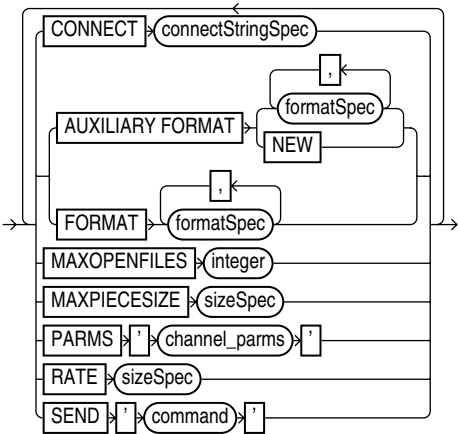 CONNECT connectStringSpec
,
formatSpec
AUXILIARY FORMAT
NEW
,
FORMAT formatSpec
MAXOPENFILES integer
MAXPIECESIZE sizeSpec
PARMS ' channel_parms '
RATE sizeSpec
SEND ' command '